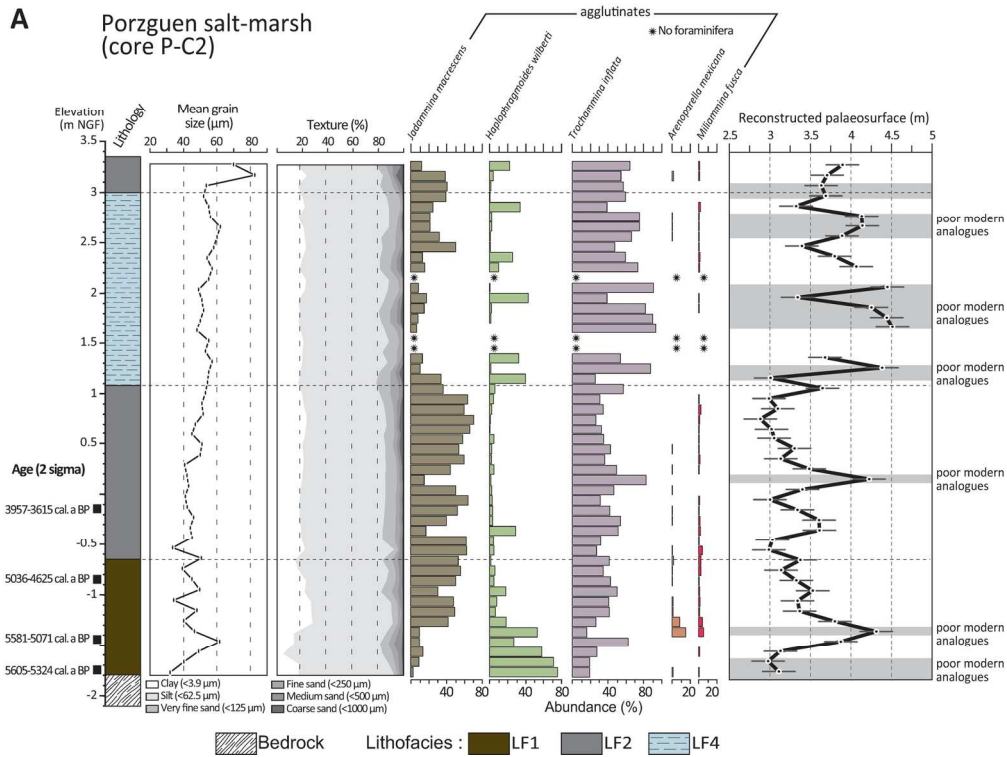 A
Porzguen salt-marsh
(core P-C2)
agglutinates
✷ No foraminifera
Jadammina macrescens
Haplophragmoides wilberti
Trochammina inflata
Arenoparella mexicana
Miliammina fusca
Elevation
(m NGF)
Lithology
Mean grain
size (µm)
Texture (%)
Reconstructed palaeosurface (m)
20 40 60 80
20 40 60 80
2.5 3 3.5 4 4.5 5
3.5
3
2.5
2
1.5
1
0.5
-0.5
-1
-2
Age (2 sigma)
3957-3615 cal. a BP
5036-4625 cal. a BP
5581-5071 cal. a BP
5605-5324 cal. a BP
poor modern
analogues
poor modern
analogues
poor modern
analogues
poor modern
analogues
poor modern
analogues
poor modern
analogues
40 80
40 80
20 40 60 80
20
20
Abundance (%)
Clay (<3.9 µm)
Silt (<62.5 µm)
Very fine sand (<125 µm)
Fine sand (<250 µm)
Medium sand (<500 µm)
Coarse sand (<1000 µm)
Bedrock
Lithofacies :
LF1
LF2
LF4